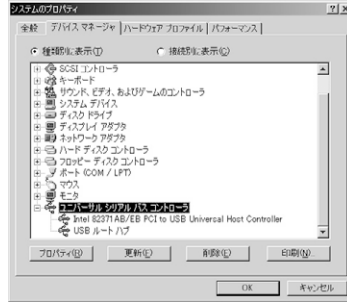 システムのプロパティ
全般 デバイス マネージャ ハードウェア プロファイル パフォーマンス
種類別に表示(T) 接続別に表示(C)
SCSI コントローラ
キーボード
サウンド、ビデオ、およびゲームのコントローラ
システム デバイス
ディスク ドライブ
ディスプレイ アダプタ
ネットワーク アダプタ
ハード ディスク コントローラ
フロッピー ディスク コントローラ
ポート (COM / LPT)
マウス
モニタ
ユニバーサル シリアル バス コントローラ
Intel 82371AB/EB PCI to USB Universal Host Controller
USB ルート ハブ
プロパティ(R) 更新(F) 削除(E) 印刷(N)...
OK キャンセル